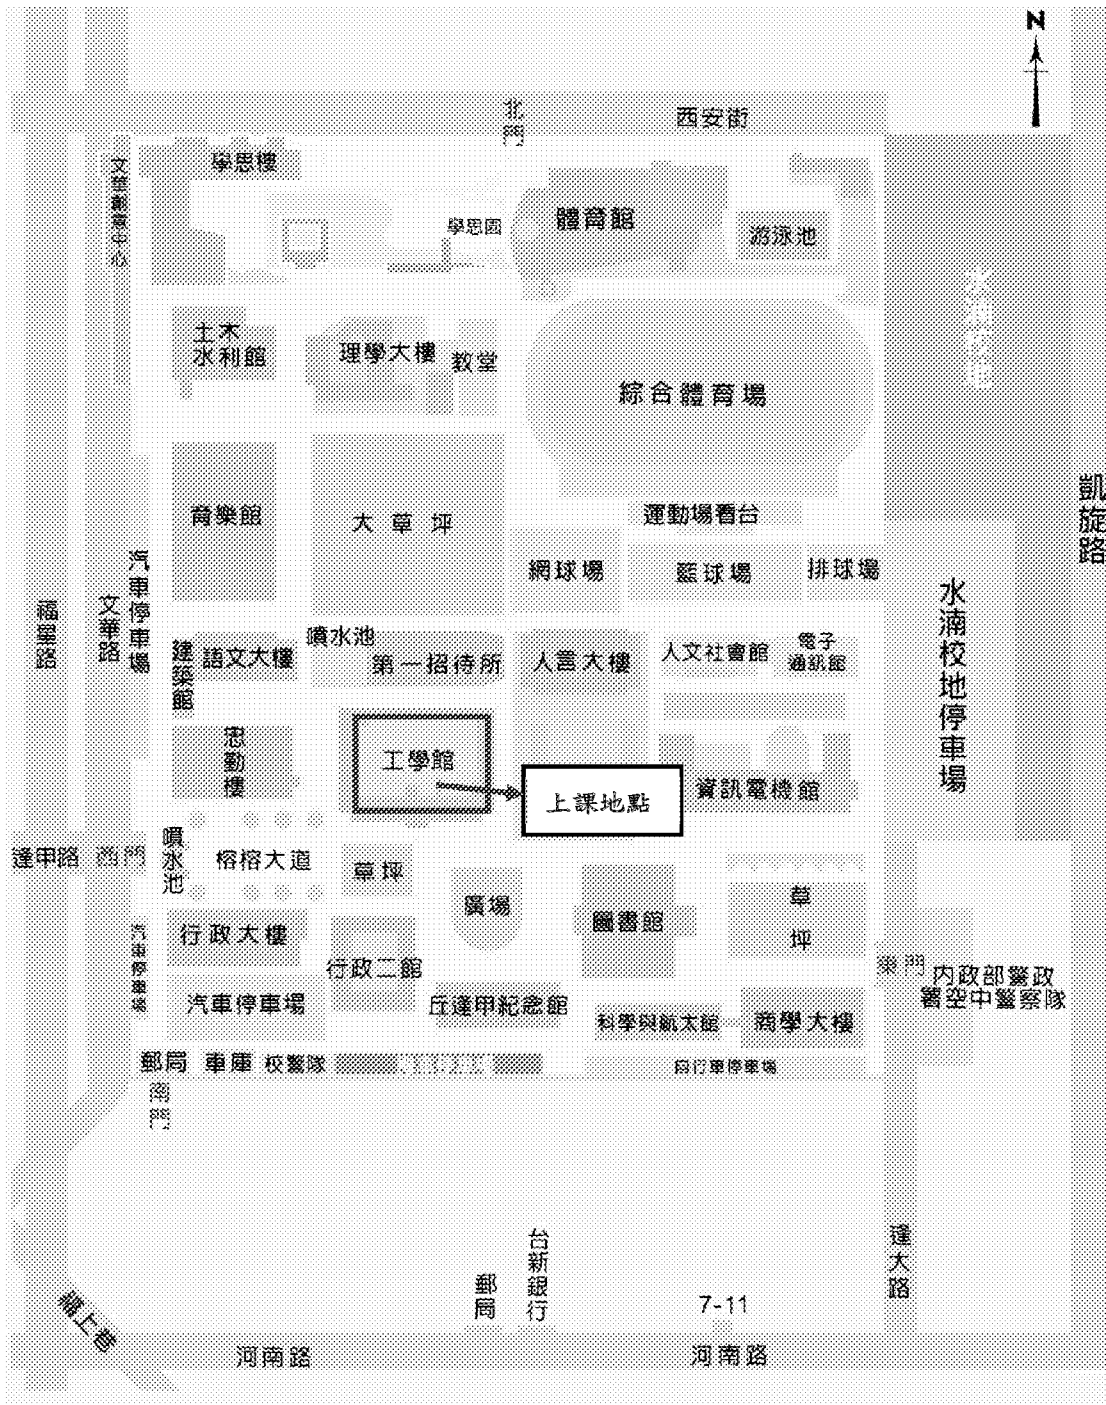 N
北門
西安街
學思樓
文華創意中心
學思園
體育館
游泳池
土木
水利館
理學大樓
教堂
綜合體育場
凱旋路
育樂館
大草坪
運動場看台
網球場
籃球場
排球場
汽車停車場
文華路
福星路
水湳校地停車場
噴水池
建築館
語文大樓
第一招待所
人言大樓
人文社會館
電子
通訊館
忠勤樓
工學館
上課地點
資訊電機館
逢甲路
西門
噴水池
榕榕大道
草坪
廣場
圖書館
草坪
汽車停車場
行政大樓
行政二館
東門
內政部警政
署空中警察隊
汽車停車場
丘逢甲紀念館
科學與航太館
商學大樓
郵局
車庫
校警隊
自行車停車場
南門
逢大路
台新銀行
郵局
7-11
福上巷
河南路
河南路